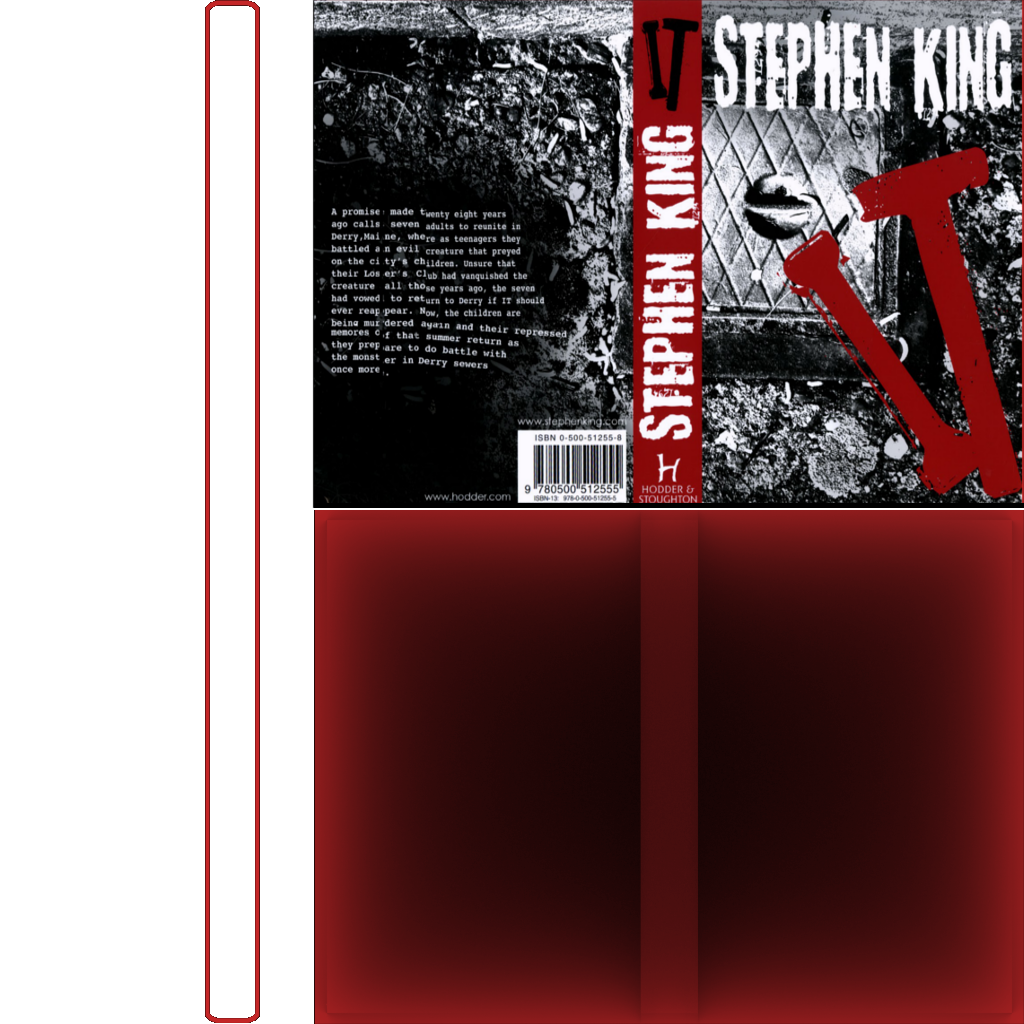 A promise made twenty eight years
ago calls seven adults to reunite in
Derry,Maine, where as teenagers they
battled an evil creature that preyed
on the city's children. Unsure that
their Loser's Club had vanquished the
creature all those years ago, the seven
had vowed to return to Derry if IT should
ever reappear. Now, the children are
being murdered again and their repressed
memories of that summer return as
they prepare to do battle with
the monster in Derry sewers
once more.
www.stephenking.com
ISBN 0-500-51255-8
9 780500 512555
ISBN-13: 978-0-500-51255-5
www.hodder.com
IT
STEPHEN KING
H
HODDER &
STOUGHTON
STEPHEN KING
IT